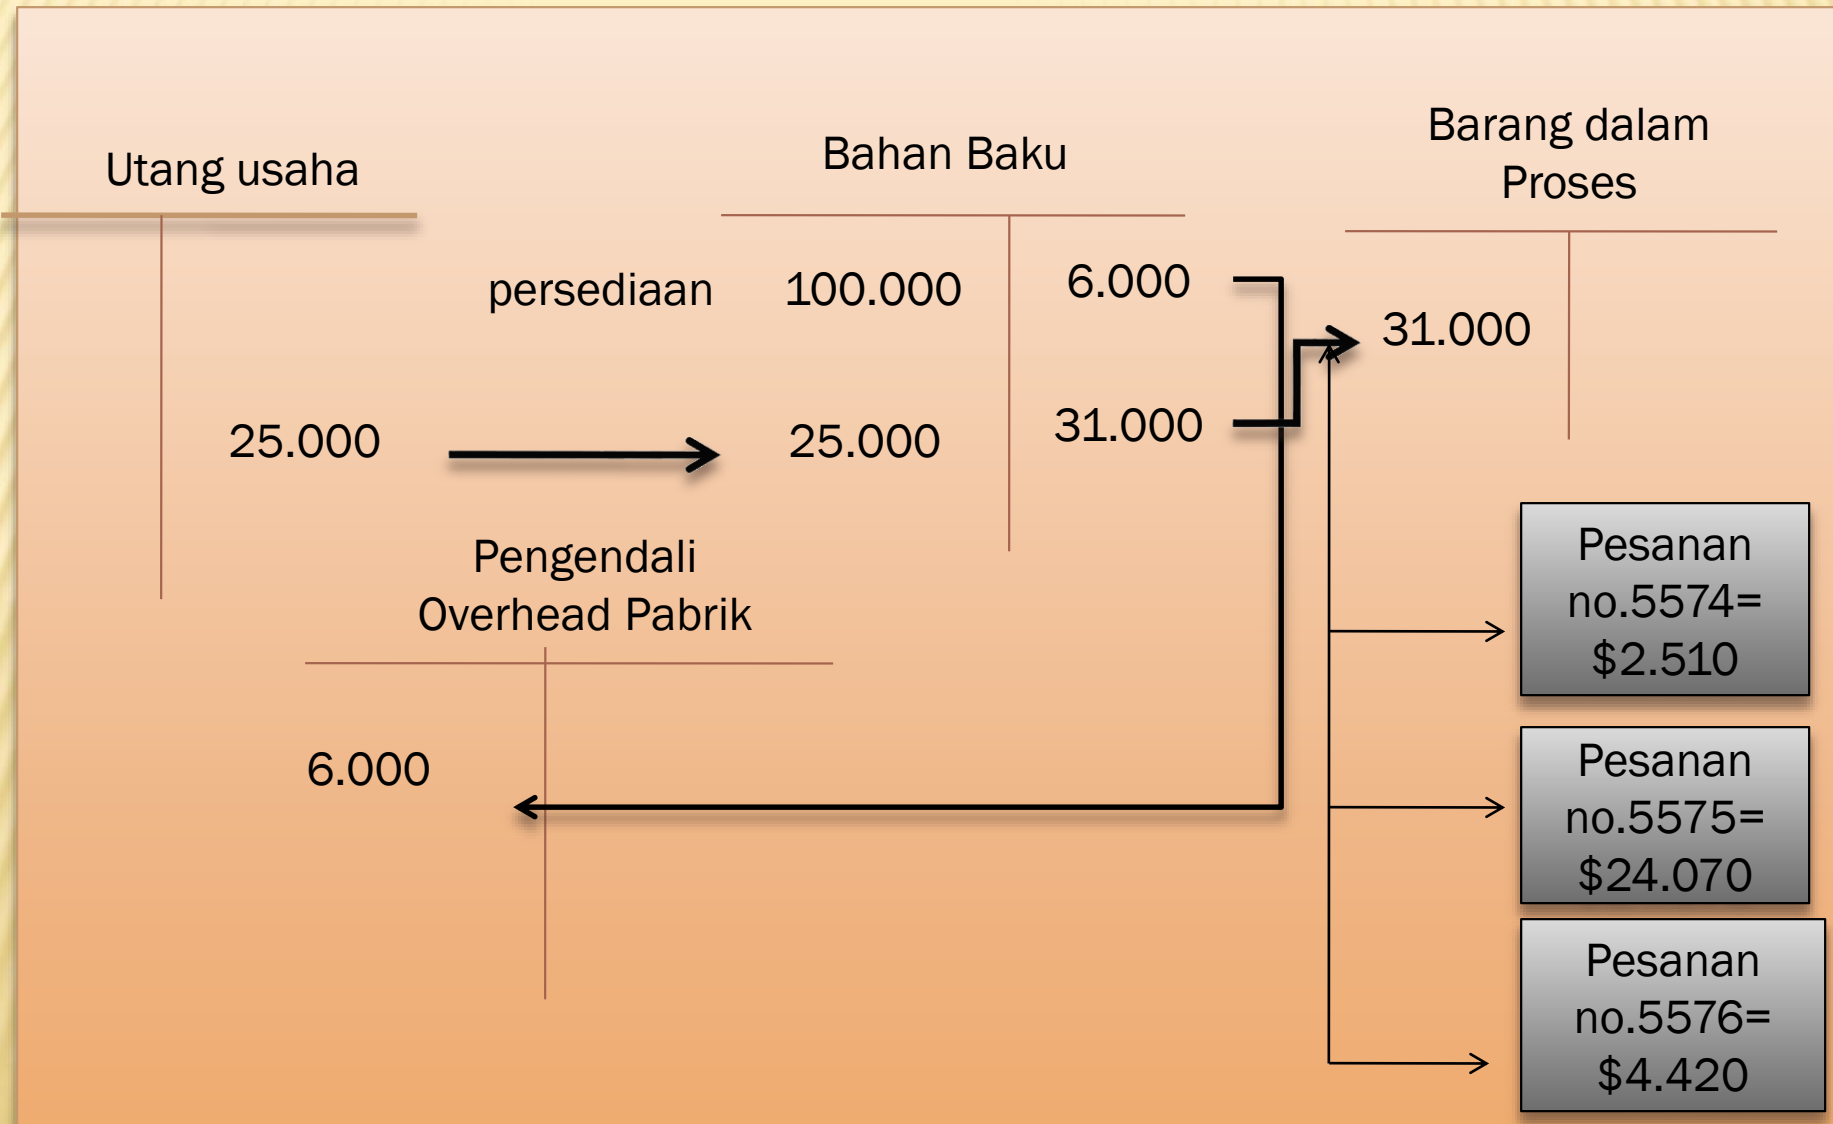 Utang usaha
25.000
Bahan Baku
persediaan 100.000 6.000
25.000 31.000
Barang dalam
Proses
31.000
Pengendali
Overhead Pabrik
6.000
Pesanan
no.5574=
$2.510
Pesanan
no.5575=
$24.070
Pesanan
no.5576=
$4.420